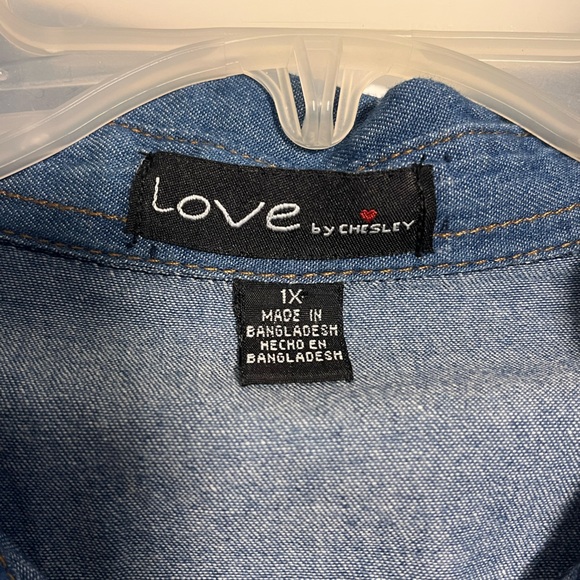 Love by CHESLEY
1X
MADE IN
BANGLADESH
HECHO EN
BANGLADESH